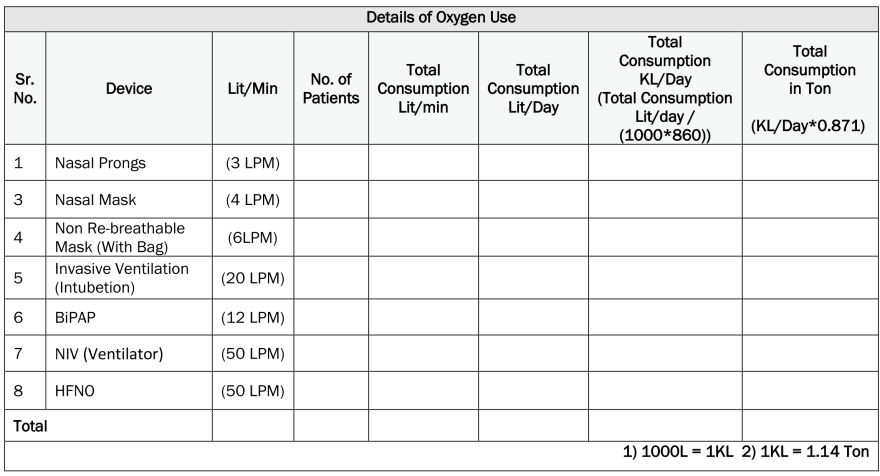 Details of Oxygen Use
Sr.
No.
Device
Lit/Min
No. of
Patients
Total
Consumption
Lit/min
Total
Consumption
Lit/Day
Total
Consumption
KL/Day
(Total Consumption
Lit/day /
(1000*860))
Total
Consumption
in Ton
(KL/Day*0.871)
1 Nasal Prongs (3 LPM)
3 Nasal Mask (4 LPM)
4 Non Re-breathable
Mask (With Bag) (6LPM)
5 Invasive Ventilation
(Intubetion) (20 LPM)
6 BiPAP (12 LPM)
7 NIV (Ventilator) (50 LPM)
8 HFNO (50 LPM)
Total
1) 1000L = 1KL 2) 1KL = 1.14 Ton